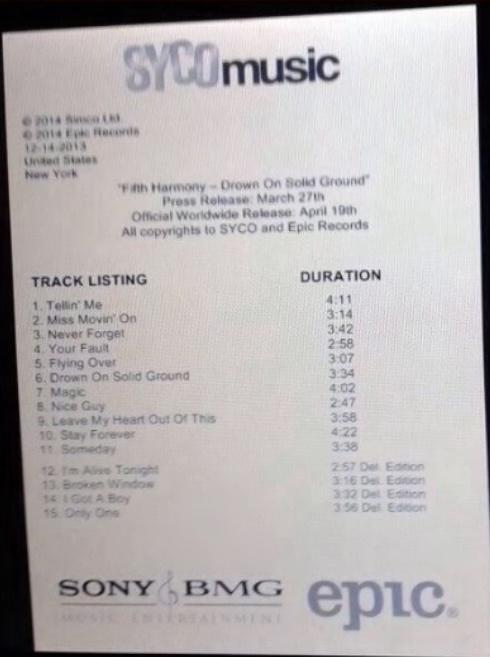 SYCOmusic
© 2014 Simco Ltd.
© 2014 Epic Records
12-14-2013
United States
New York
"Fifth Harmony – Drown On Solid Ground"
Press Release: March 27th
Official Worldwide Release: April 19th
All copyrights to SYCO and Epic Records
TRACK LISTING DURATION
1. Tellin' Me 4:11
2. Miss Movin' On 3:14
3. Never Forget 3:42
4. Your Fault 2:58
5. Flying Over 3:07
6. Drown On Solid Ground 3:34
7. Magic 4:02
8. Nice Guy 2:47
9. Leave My Heart Out Of This 3:58
10. Stay Forever 4:22
11. Someday 3:38
12. I'm Alive Tonight 2:57 Del. Edition
13. Broken Window 3:16 Del. Edition
14. I Got A Boy 3:32 Del. Edition
15. Only One 3:56 Del. Edition
SONY BMG
MUSIC ENTERTAINMENT
epic®